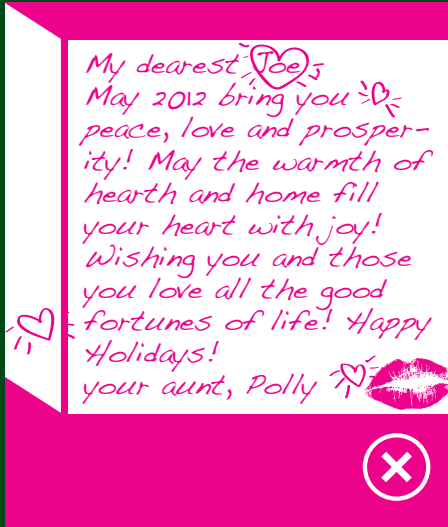 My dearest Joe,
May 2012 bring you
peace, love and prosper-
ity! May the warmth of
hearth and home fill
your heart with joy!
Wishing you and those
you love all the good
fortunes of life! Happy
Holidays!
your aunt, Polly